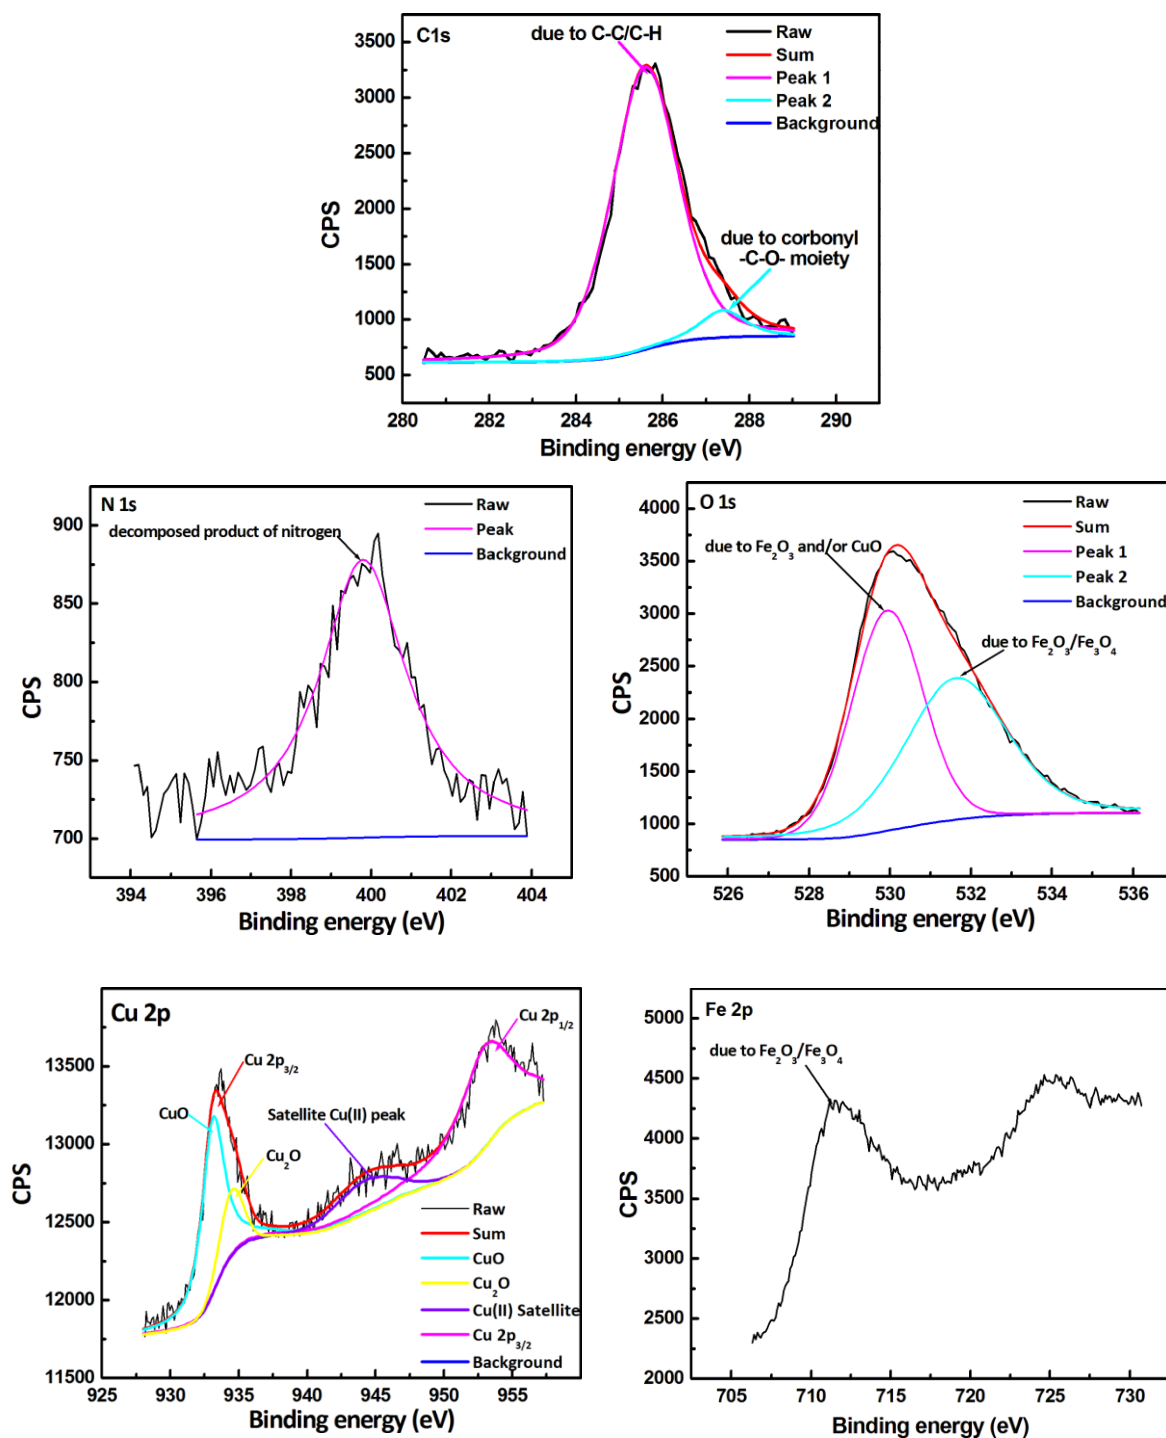 C1s
due to C-C/C-H
Raw
Sum
Peak 1
Peak 2
Background
due to corbonyl
-C-O- moiety
CPS
3500
3000
2500
2000
1500
1000
500
280 282 284 286 288 290
Binding energy (eV)
N 1s
decomposed product of nitrogen
Raw
Peak
Background
CPS
900
850
800
750
700
394 396 398 400 402 404
Binding energy (eV)
O 1s
due to Fe₂O₃ and/or CuO
Raw
Sum
Peak 1
Peak 2
Background
due to Fe₂O₃/Fe₃O₄
CPS
4000
3500
3000
2500
2000
1500
1000
500
526 528 530 532 534 536
Binding energy (eV)
Cu 2p
Cu 2p₁/₂
Cu 2p₃/₂
CuO
Satellite Cu(II) peak
Cu₂O
Raw
Sum
CuO
Cu₂O
Cu(II) Satellite
Cu 2p₃/₂
Background
CPS
13500
13000
12500
12000
11500
925 930 935 940 945 950 955
Binding energy (eV)
Fe 2p
due to Fe₂O₃/Fe₃O₄
CPS
5000
4500
4000
3500
3000
2500
2000
705 710 715 720 725 730
Binding energy (eV)